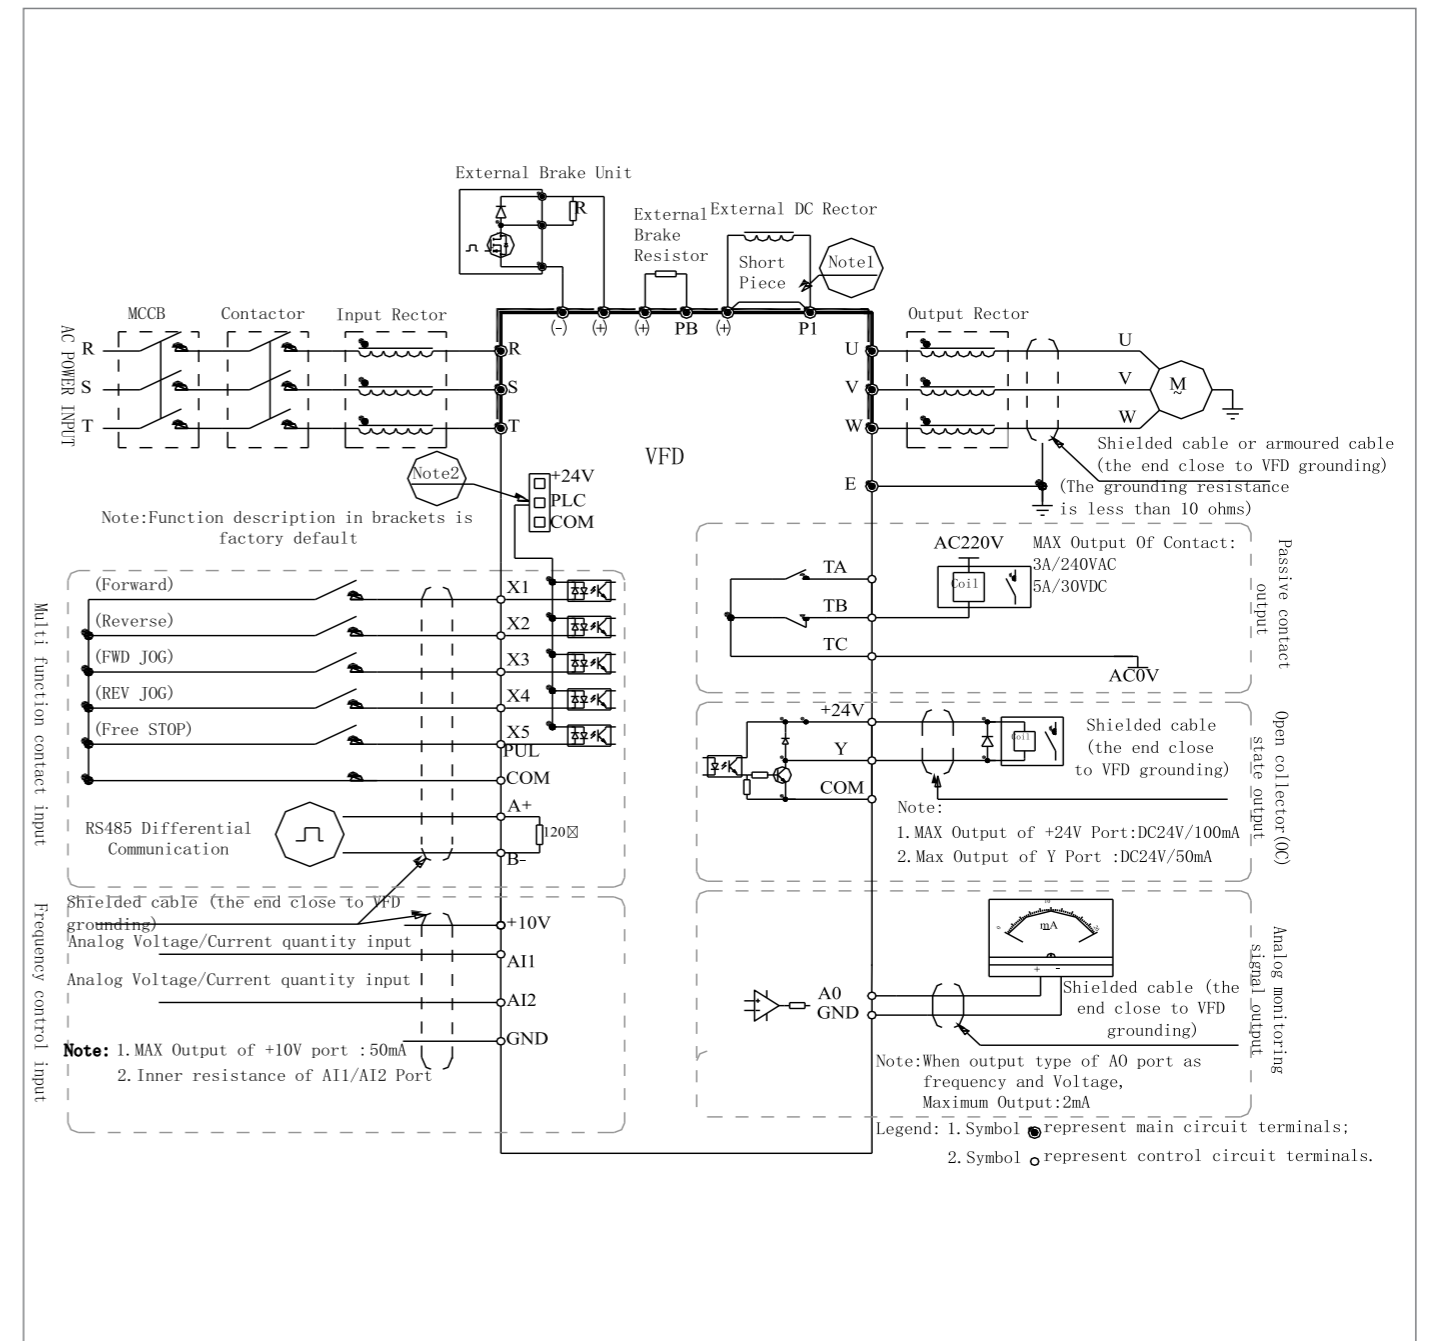 External Brake Unit
R
External
Brake
Resistor
External DC Rector
Short
Piece
Note1
MCCB
Contactor
Input Rector
(-)
(+)
(+)
PB
(+)
P1
Output Rector
AC POWER INPUT
R
S
T
R
S
T
U
V
W
U
V
W
M
~
VFD
Shielded cable or armoured cable
(the end close to VFD grounding)
E
(The grounding resistance
is less than 10 ohms)
Note2
+24V
PLC
COM
Note:Function description in brackets is
factory default
Multi function contact input
(Forward)
X1
(Reverse)
X2
(FWD JOG)
X3
(REV JOG)
X4
(Free STOP)
X5
PUL
COM
RS485 Differential
Communication
A+
120
B-
Shielded cable (the end close to VFD
grounding)
Frequency control input
+10V
Analog Voltage/Current quantity input
AI1
Analog Voltage/Current quantity input
AI2
GND
Note: 1.MAX Output of +10V port :50mA
2.Inner resistance of AI1/AI2 Port
TA
TB
TC
AC220V
Coil
MAX Output Of Contact:
3A/240VAC
5A/30VDC
AC0V
Passive contact
output
+24V
Y
COM
Coil
Shielded cable
(the end close
to VFD grounding)
Note:
1.MAX Output of +24V Port:DC24V/100mA
2.Max Output of Y Port :DC24V/50mA
Open collector(OC)
state output
0
10
20
mA
+ -
A0
GND
Shielded cable (the
end close to VFD
grounding)
Note:When output type of AO port as
frequency and Voltage,
Maximum Output:2mA
Analog monitoring
signal output
Legend: 1.Symbol represent main circuit terminals;
2.Symbol represent control circuit terminals.